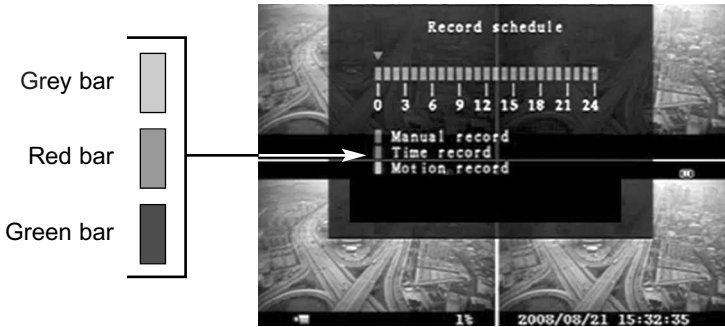 Grey bar
Red bar
Green bar
Record schedule
0 3 6 9 12 15 18 21 24
Manual record
Time record
Motion record
1% 2008/08/21 15:32:35